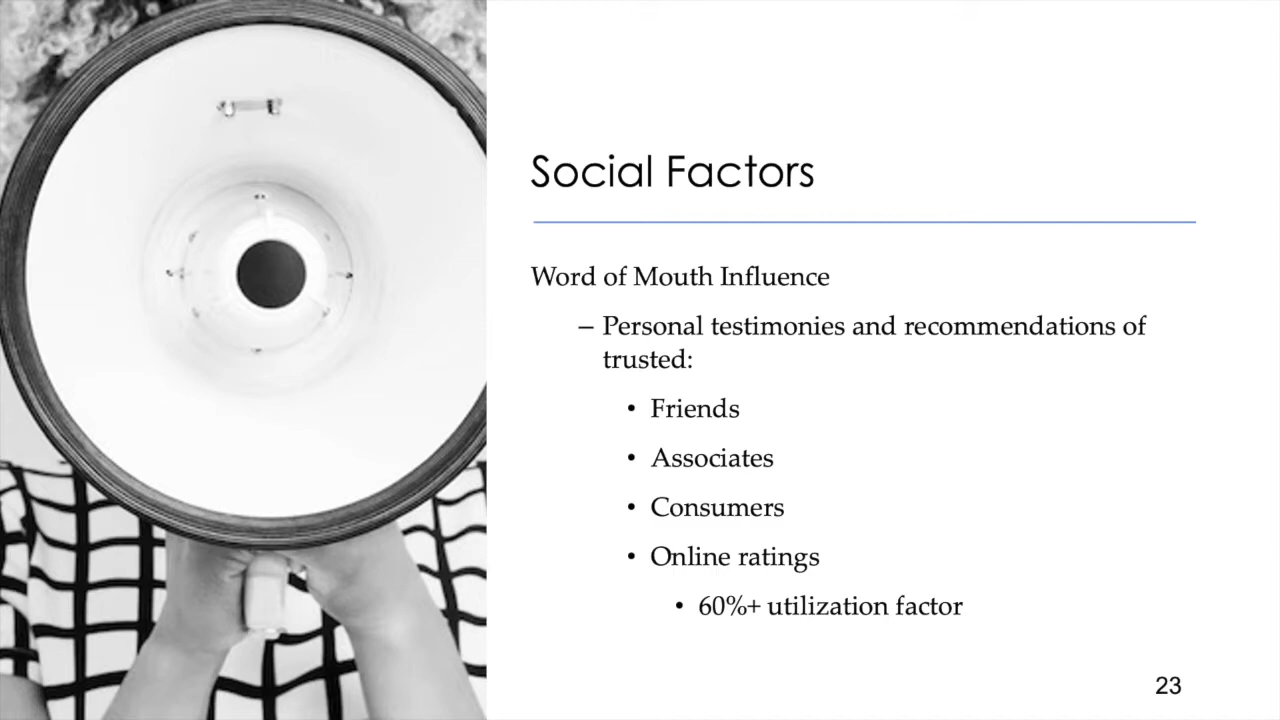 Social Factors
Word of Mouth Influence
– Personal testimonies and recommendations of
trusted:
• Friends
• Associates
• Consumers
• Online ratings
• 60%+ utilization factor
23